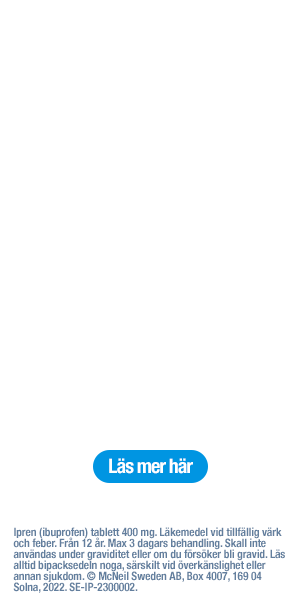 Läs mer här
Ipren (ibuprofen) tablett 400 mg. Läkemedel vid tillfällig värk
och feber. Från 12 år. Max 3 dagars behandling. Skall inte
användas under graviditet eller om du försöker bli gravid. Läs
alltid bipacksedeln noga, särskilt vid överkänslighet eller
annan sjukdom. © McNeil Sweden AB, Box 4007, 169 04
Solna, 2022. SE-IP-2300002.